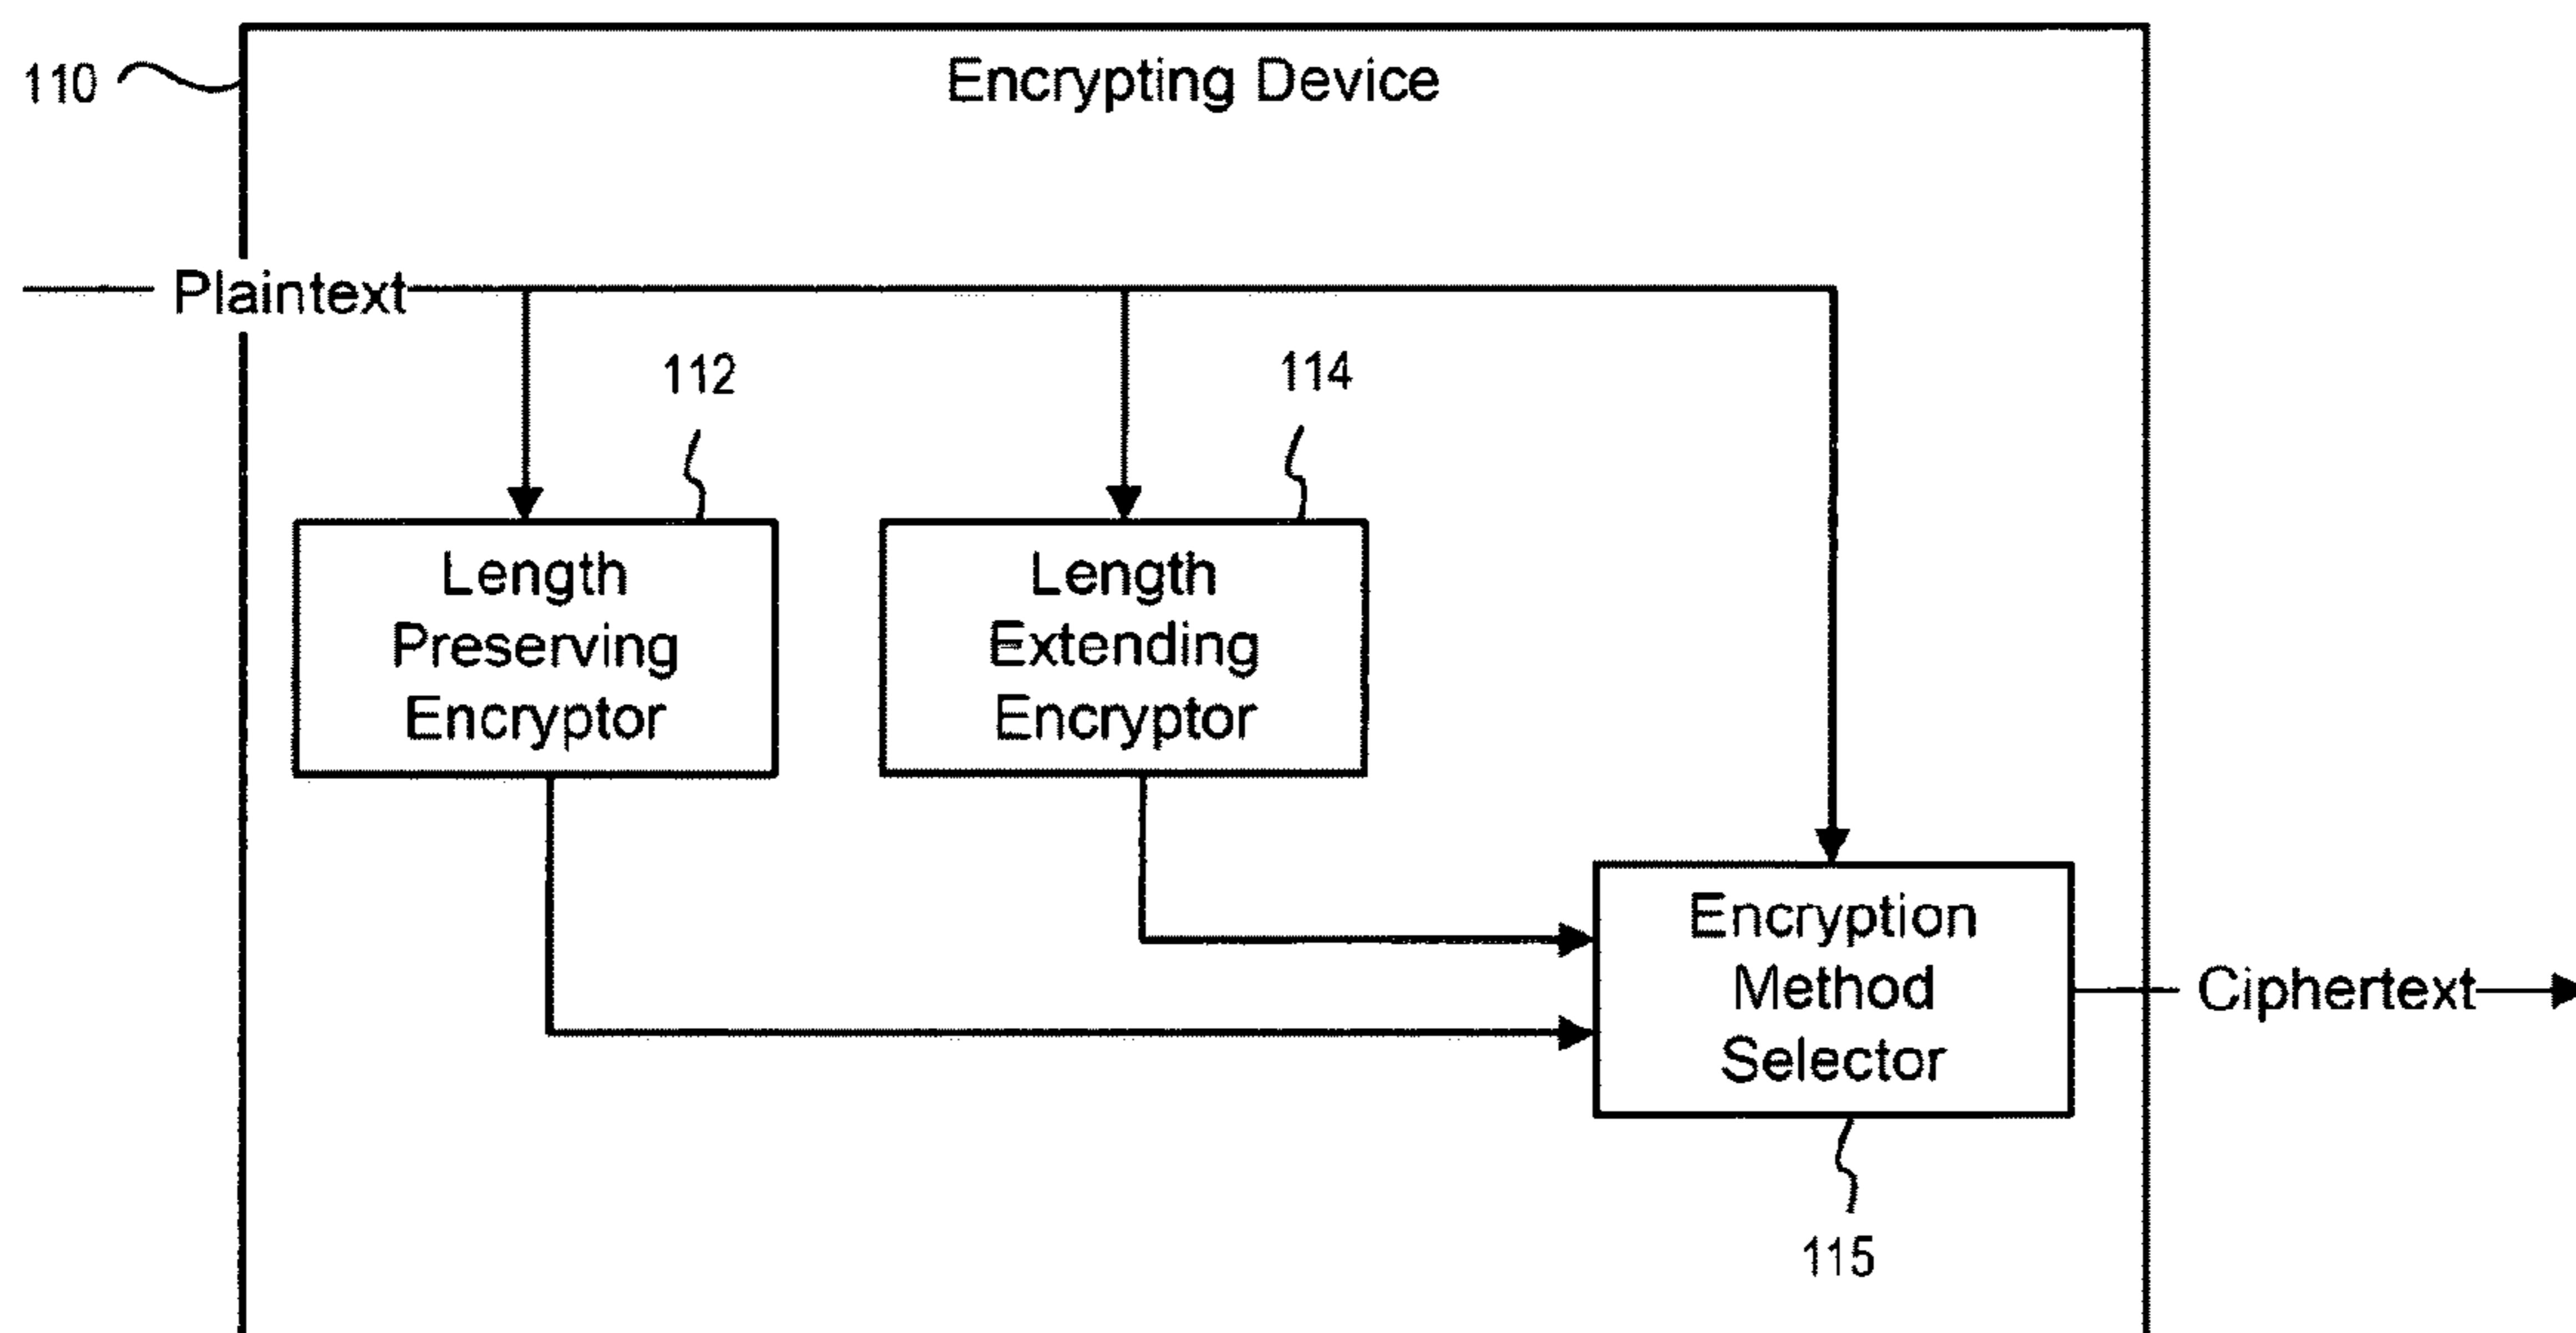 110
Encrypting Device
Plaintext
112
114
Length
Preserving
Encryptor
Length
Extending
Encryptor
Encryption
Method
Selector
Ciphertext
115